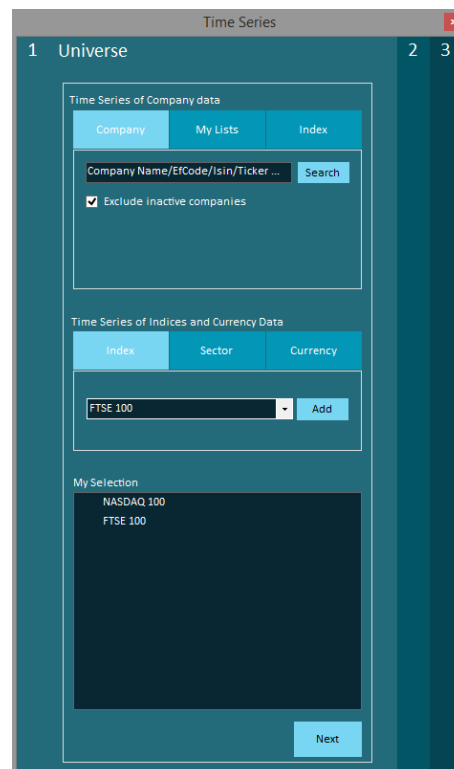 Time Series
x
1 Universe 2 3
Time Series of Company data
Company My Lists Index
Company Name/EfCode/Isin/Ticker ... Search
Exclude inactive companies
Time Series of Indices and Currency Data
Index Sector Currency
FTSE 100 Add
My Selection
NASDAQ 100
FTSE 100
Next